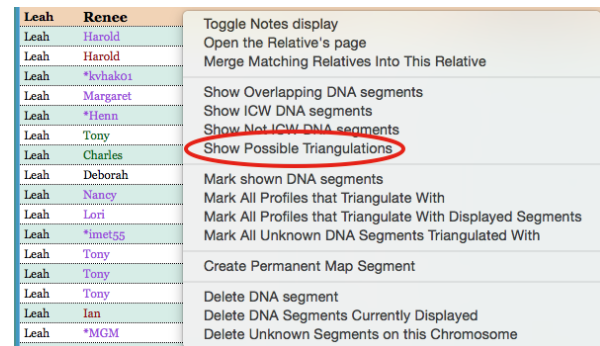 Leah Renee
Leah Harold
Leah Harold
Leah *kvhak01
Leah Margaret
Leah *Henn
Leah Tony
Leah Charles
Leah Deborah
Leah Nancy
Leah Lori
Leah *imet55
Leah Tony
Leah Tony
Leah Tony
Leah Ian
Leah *MGM
Toggle Notes display
Open the Relative's page
Merge Matching Relatives Into This Relative
Show Overlapping DNA segments
Show ICW DNA segments
Show Not ICW DNA segments
Show Possible Triangulations
Mark shown DNA segments
Mark All Profiles that Triangulate With
Mark All Profiles that Triangulate With Displayed Segments
Mark All Unknown DNA Segments Triangulated With
Create Permanent Map Segment
Delete DNA segment
Delete DNA Segments Currently Displayed
Delete Unknown Segments on this Chromosome